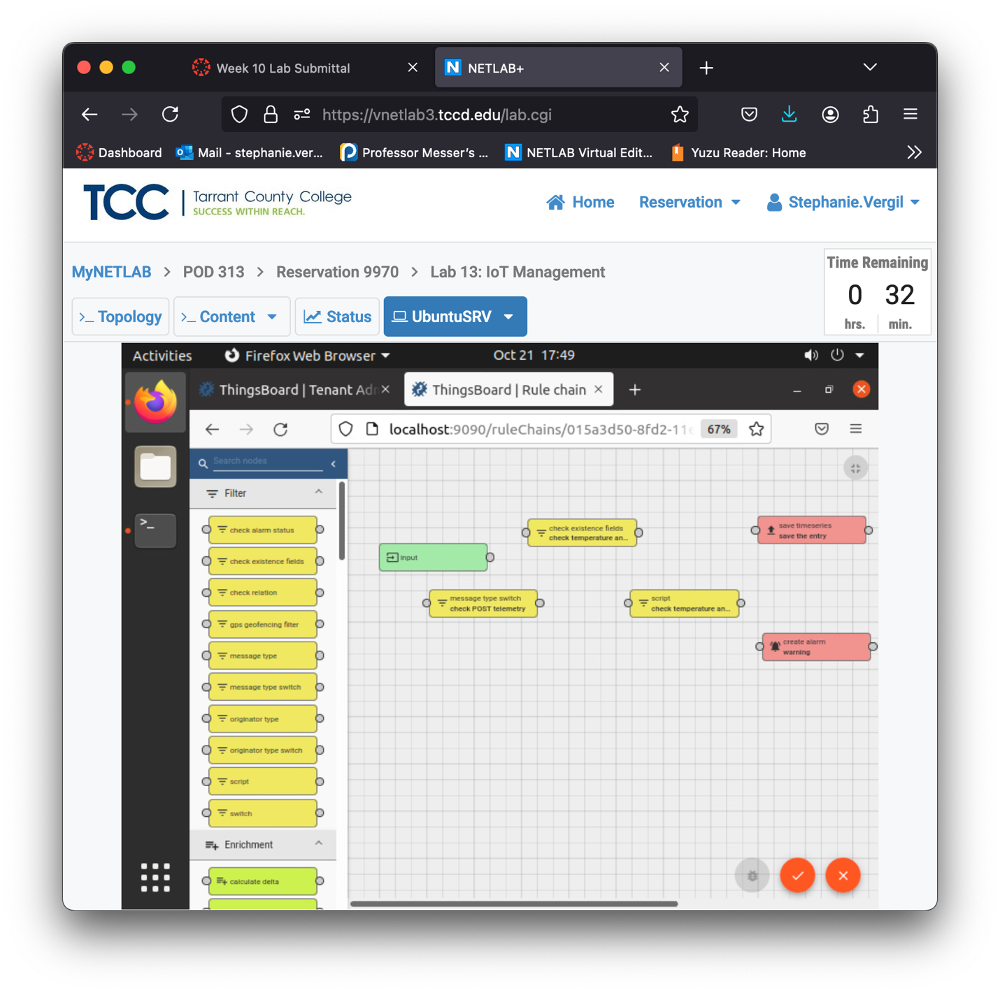 Week 10 Lab Submittal
NETLAB+
https://vnetlab3.tccd.edu/lab.cgi
Dashboard
Mail - stephanie.ver...
Professor Messer's ...
NETLAB Virtual Edit...
Yuzu Reader: Home
TCC
Tarrant County College
SUCCESS WITHIN REACH.
Home
Reservation
Stephanie.Vergil
MyNETLAB > POD 313 > Reservation 9970 > Lab 13: IoT Management
Time Remaining
0 32
hrs. min.
Topology
Content
Status
UbuntuSRV
Activities
Firefox Web Browser
Oct 21 17:49
ThingsBoard | Tenant Adm
ThingsBoard | Rule chain
localhost:9090/ruleChains/015a3d50-8fd2-11e
67%
Search nodes
Filter
check alarm status
check existence fields
check relation
gps geofencing filter
message type
message type switch
originator type
originator type switch
script
switch
Enrichment
calculate delta
Input
check existence fields
check temperature an...
save timeseries
save the entry
message type switch
check POST telemetry
script
check temperature an...
create alarm
warning